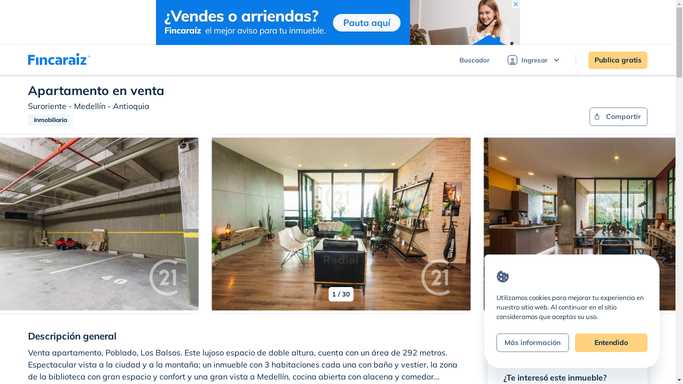 ¿Vendes o arriendas?
Fincaraíz el mejor aviso para tu inmueble.
Pauta aquí
Fincaraíz
Buscador
Ingresar
Publica gratis
Apartamento en venta
Suroriente - Medellín - Antioquia
Inmobiliaria
Compartir
21
Radial
21
1 / 30
Utilizamos cookies para mejorar tu experiencia en
nuestro sitio web. Al continuar en el sitio
consideramos que aceptas su uso.
Más información
Entendido
Descripción general
Venta apartamento, Poblado, Los Balsos. Este lujoso espacio de doble altura, cuenta con un área de 292 metros.
Espectacular vista a la ciudad y a la montaña; un inmueble con 3 habitaciones cada una con baño y vestier, la zona
de la biblioteca con gran espacio y confort y una gran vista a Medellín, cocina abierta con alacena y comedor...
¿Te interesó este inmueble?